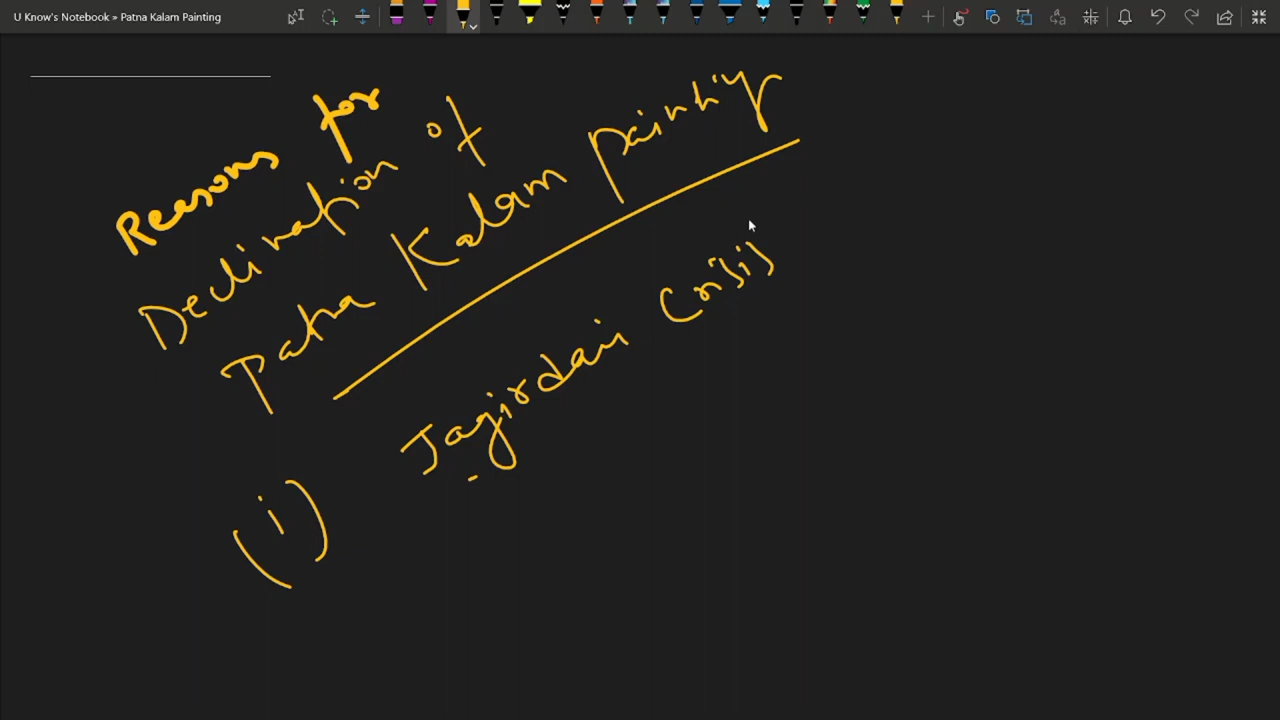 U Know's Notebook » Patna Kalam Painting
Reasons for
Declination of
Patna Kalam painting
(i) Jagirdari Crisis